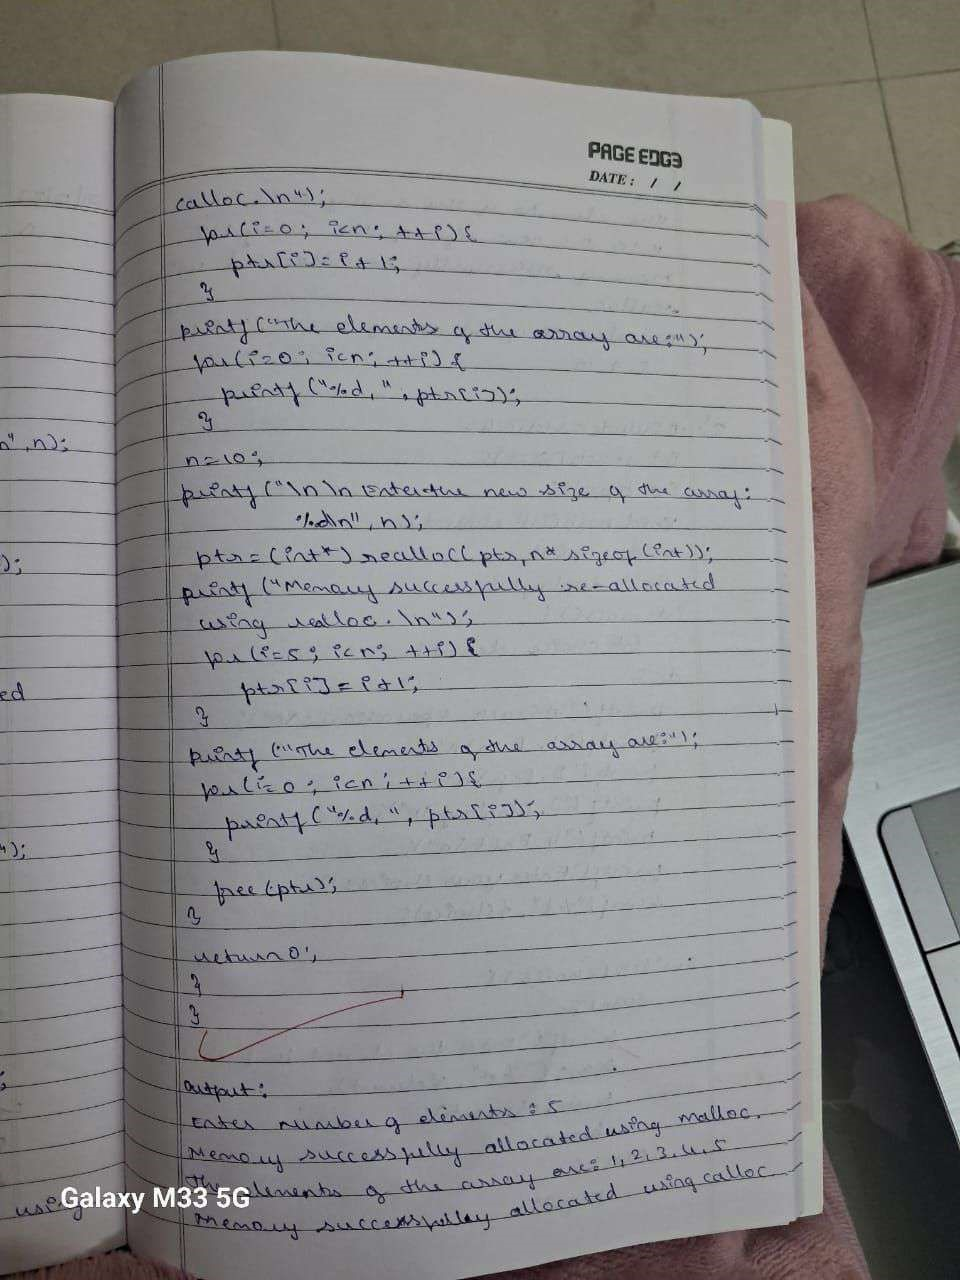 PAGE EDGE
DATE: / /
calloc.\n");
for(i=0; i<n; ++i){
ptr[i]=i+1;
}
printf("The elements of the array are:");
for(i=0; i<n; ++i){
printf("%d, ", ptr[i]);
}
n=10;
printf("\n\n Enter the new size of the array:
%d\n", n);
ptr=(int*)realloc(ptr, n* sizeof(int));
printf("Memory successfully re-allocated
using realloc.\n");
for(i=5; i<n; ++i){
ptr[i]=i+1;
}
printf("The elements of the array are:");
for(i=0; i<n; ++i){
printf("%d, ", ptr[i]);
}
free(ptr);
}
return 0;
}
}
output:
Enter number of elements: 5
Memory successfully allocated using malloc.
The elements of the array are: 1, 2, 3, 4, 5
Memory successfulley allocated using calloc
n", n);
);
ed
");
;
using
Galaxy M33 5G